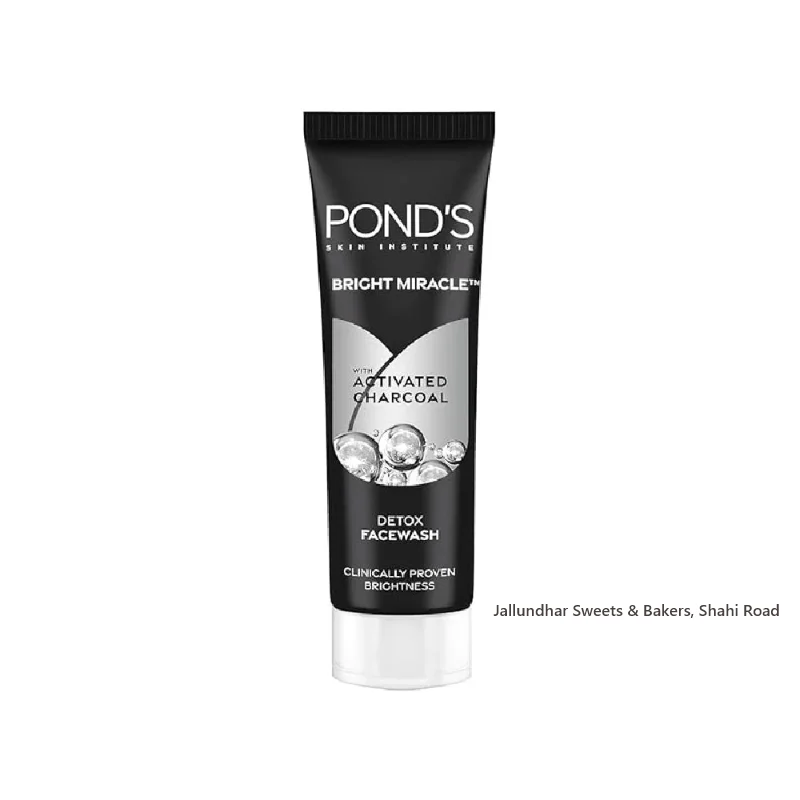 POND'S
SKIN INSTITUTE
BRIGHT MIRACLE™
WITH
ACTIVATED
CHARCOAL
DETOX
FACEWASH
CLINICALLY PROVEN
BRIGHTNESS
Jallundhar Sweets & Bakers, Shahi Road